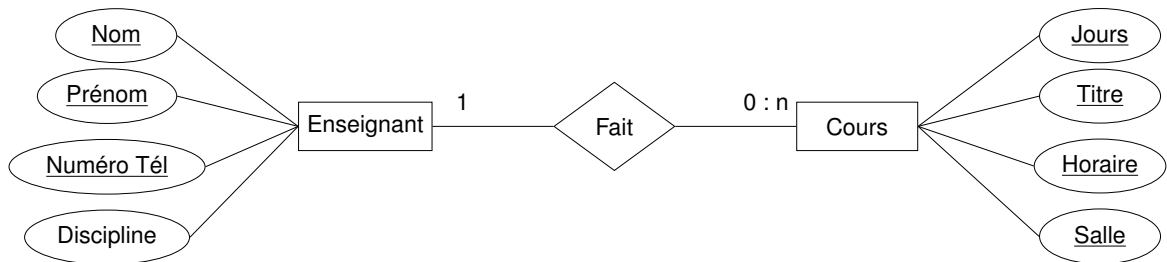 Nom
Prénom
Numéro Tél
Discipline
Enseignant
1
Fait
0 : n
Cours
Jours
Titre
Horaire
Salle